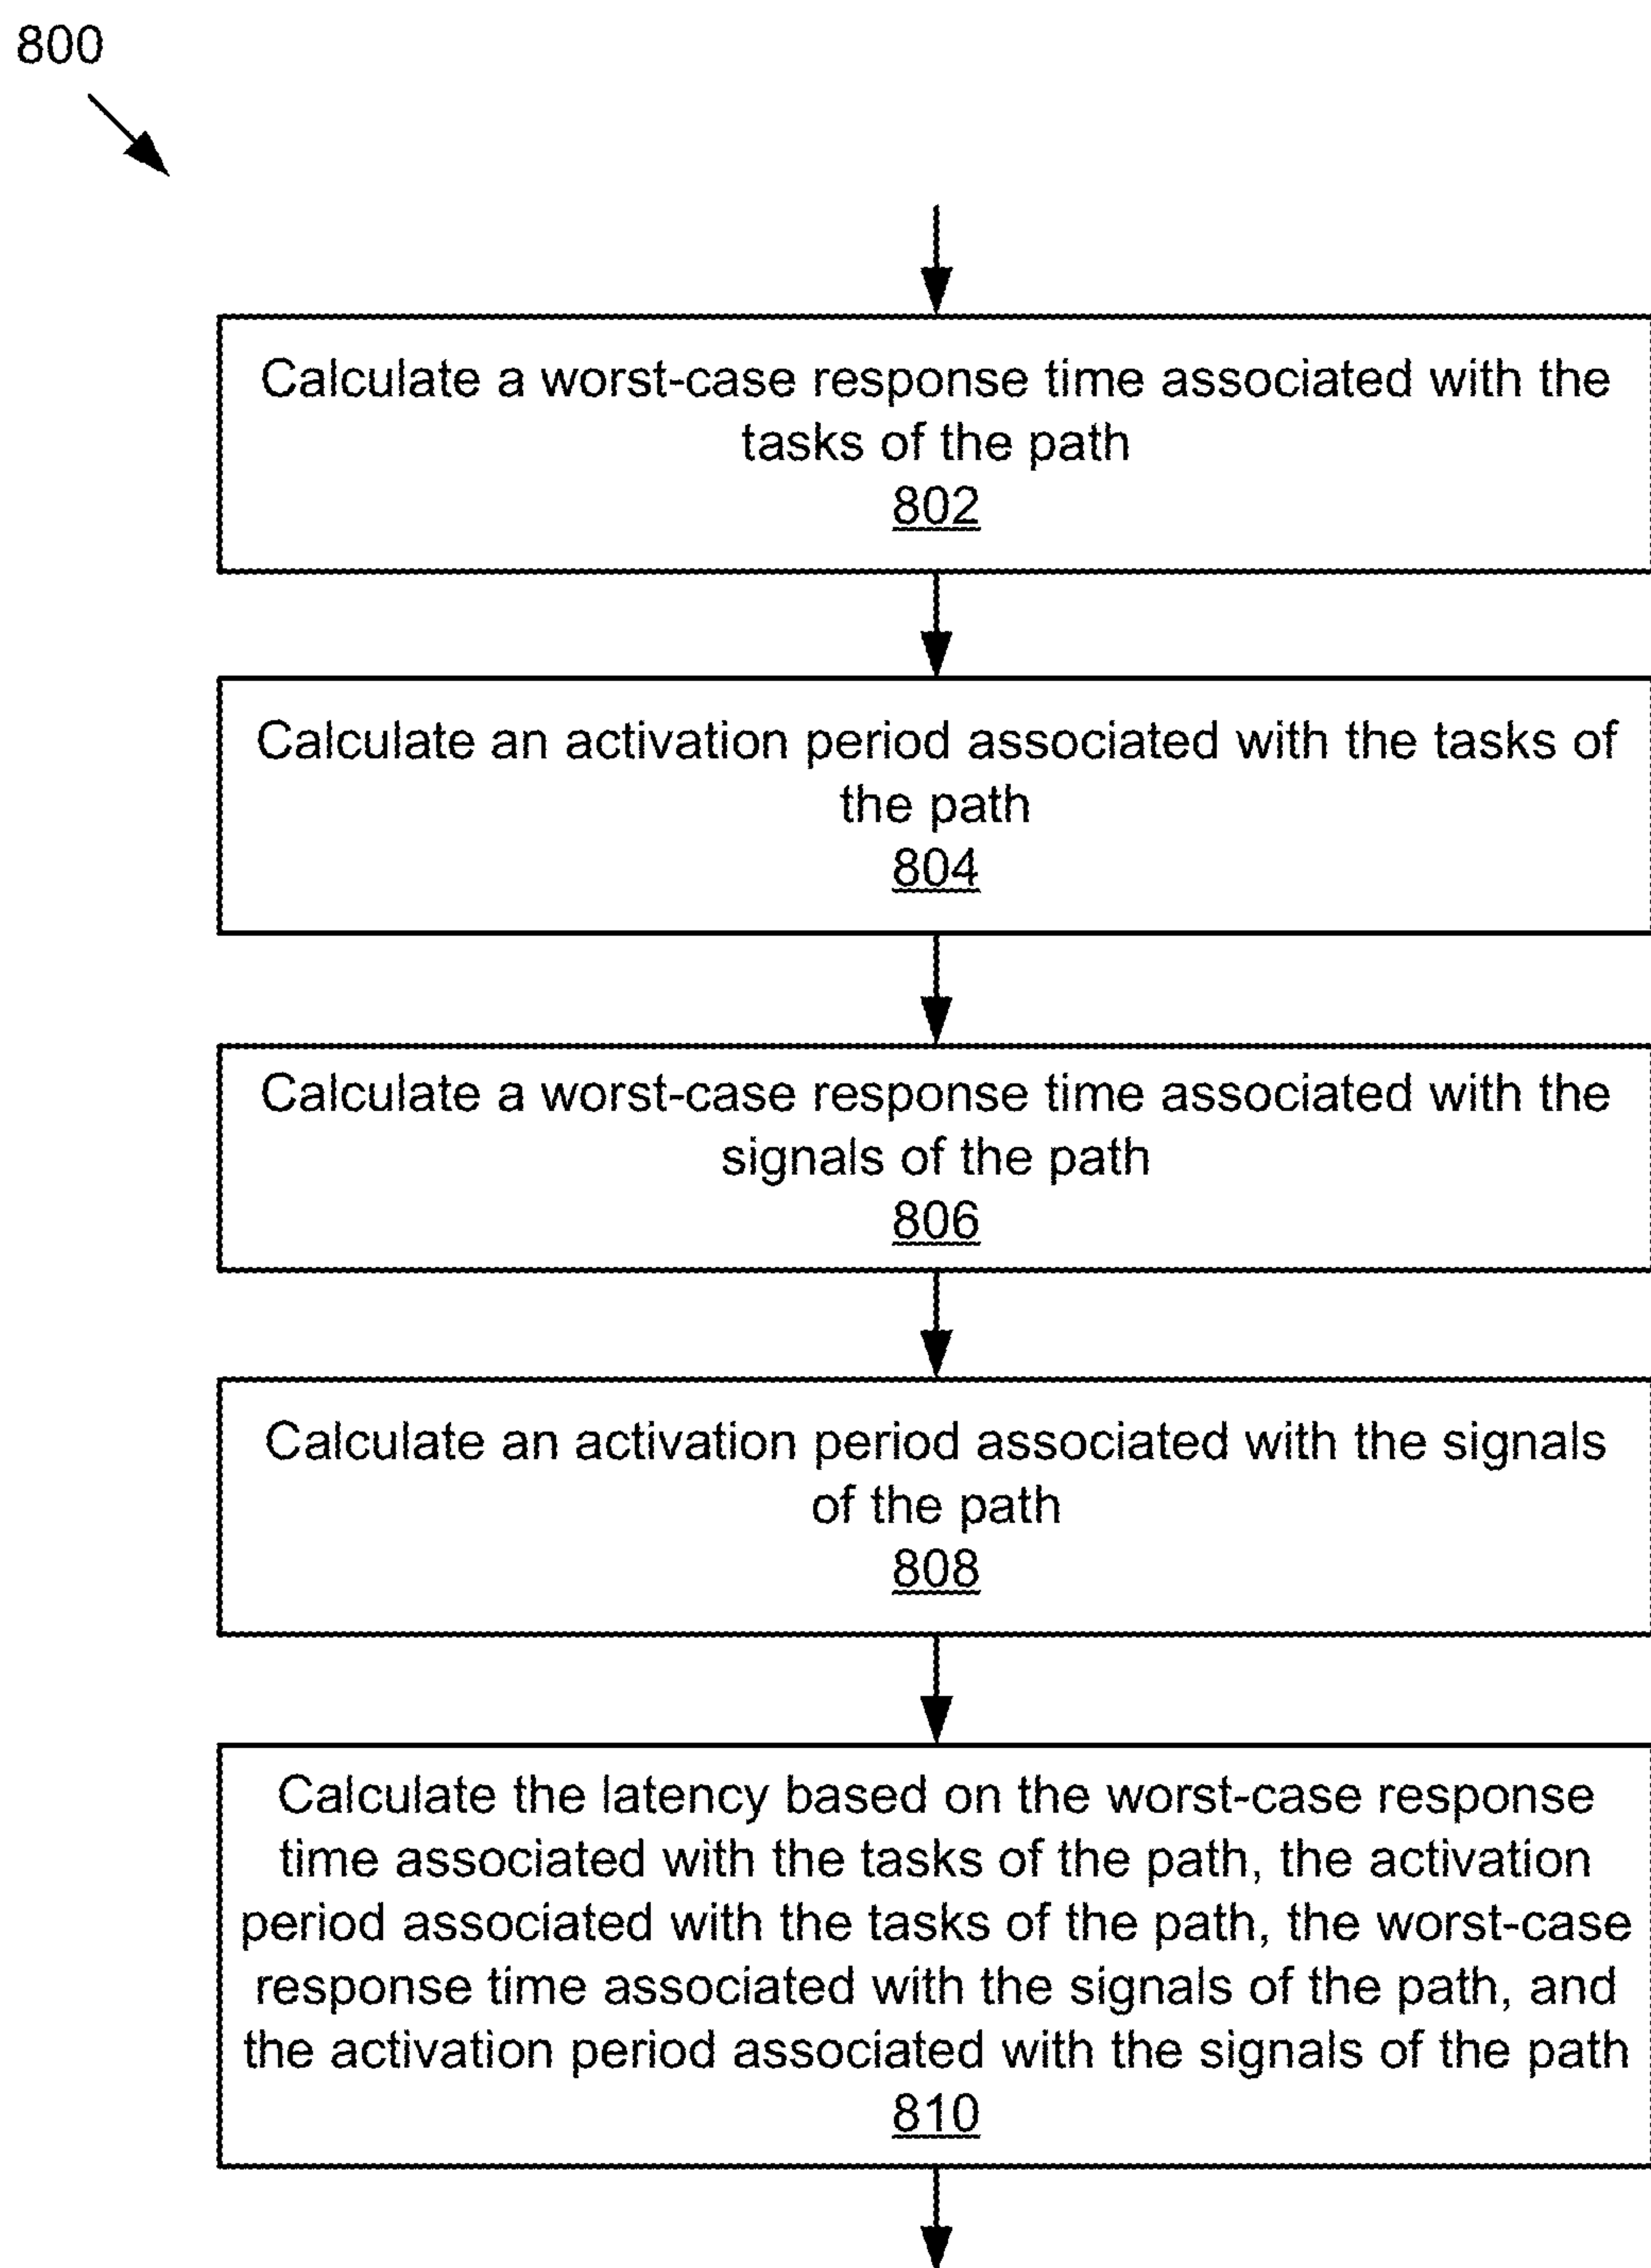 800
Calculate a worst-case response time associated with the
tasks of the path
802
Calculate an activation period associated with the tasks of
the path
804
Calculate a worst-case response time associated with the
signals of the path
806
Calculate an activation period associated with the signals
of the path
808
Calculate the latency based on the worst-case response
time associated with the tasks of the path, the activation
period associated with the tasks of the path, the worst-case
response time associated with the signals of the path, and
the activation period associated with the signals of the path
810